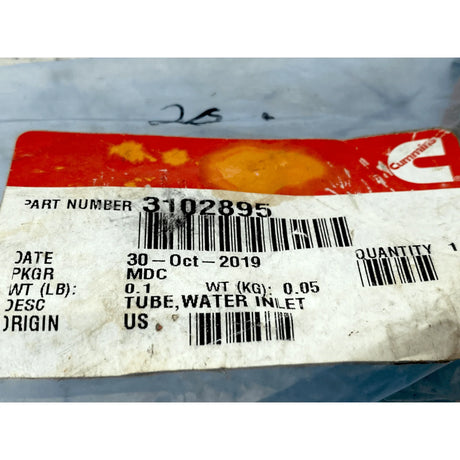 Cummins
PART NUMBER 3102895
DATE 30-Oct-2019 QUANTITY 1
PKGR MDC
WT (LB): 0.1 WT (KG): 0.05
DESC TUBE,WATER INLET
ORIGIN US